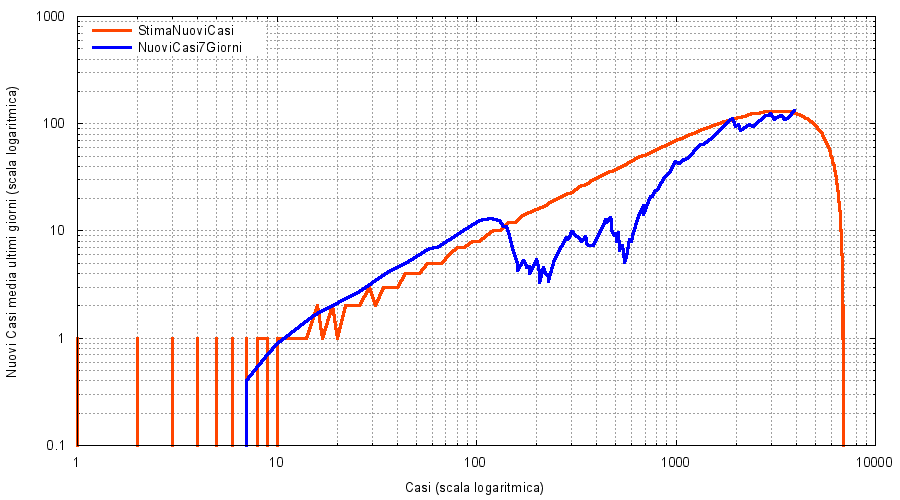 1000
100
10
1
0.1
StimaNuoviCasi
NuoviCasi7Giorni
Nuovi Casi media ultimi giorni (scala logaritmica)
1 10 100 1000 10000
Casi (scala logaritmica)